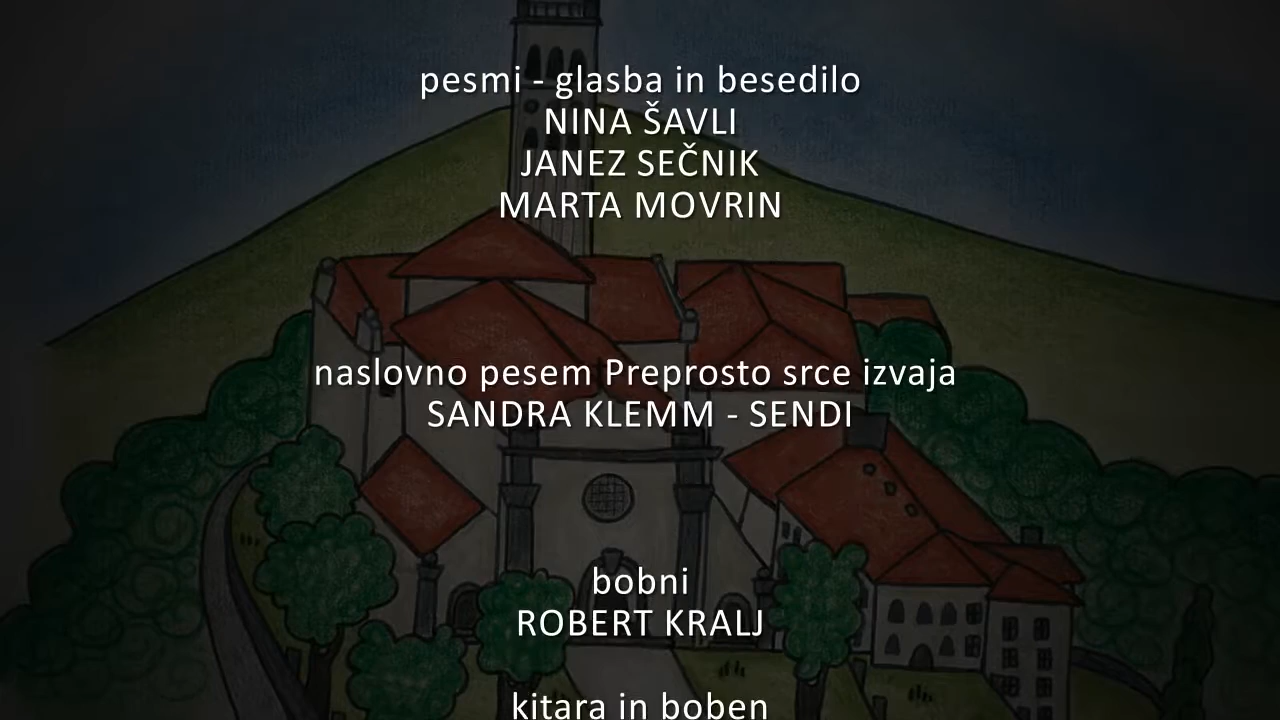 pesmi - glasba in besedilo
NINA ŠAVLI
JANEZ SEČNIK
MARTA MOVRIN
naslovno pesem Preprosto srce izvaja
SANDRA KLEMM - SENDI
bobni
ROBERT KRALJ
kitara in boben